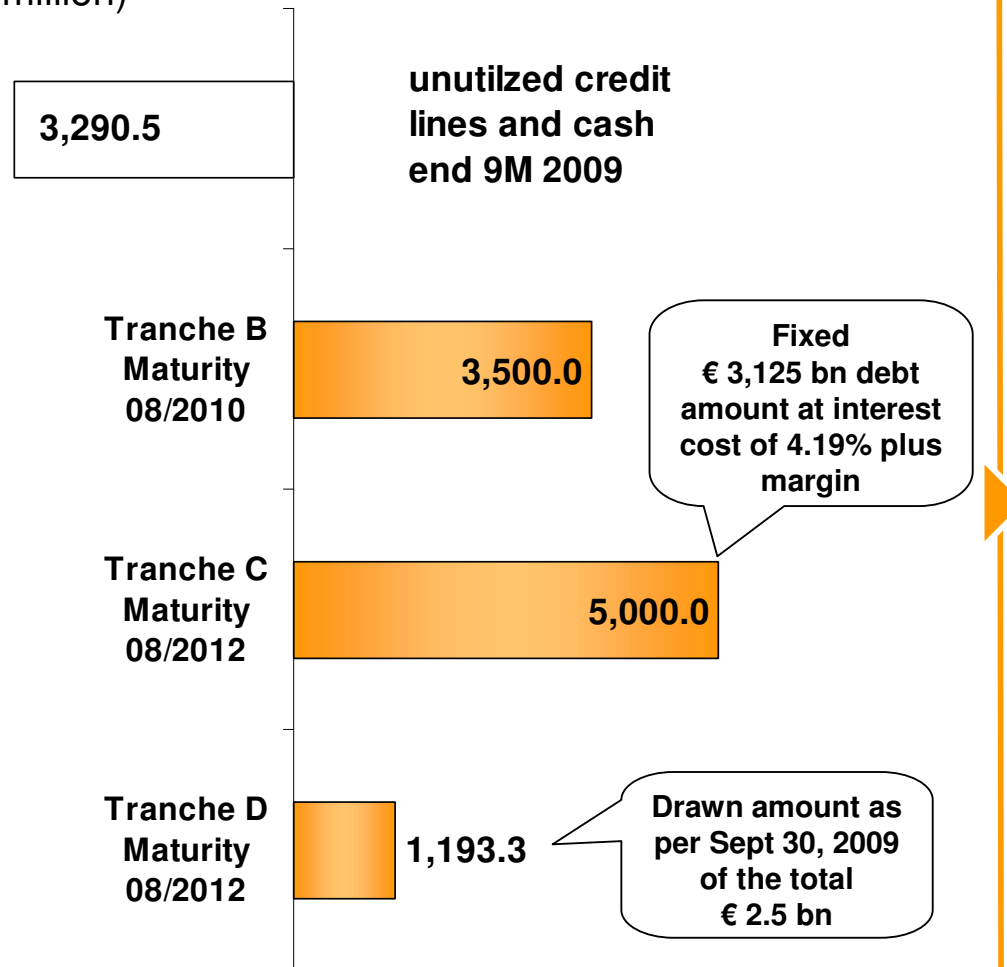 million)
3,290.5
unutilzed credit
lines and cash
end 9M 2009
Tranche B
Maturity
08/2010
3,500.0
Fixed
€ 3,125 bn debt
amount at interest
cost of 4.19% plus
margin
Tranche C
Maturity
08/2012
5,000.0
Tranche D
Maturity
08/2012
1,193.3
Drawn amount as
per Sept 30, 2009
of the total
€ 2.5 bn